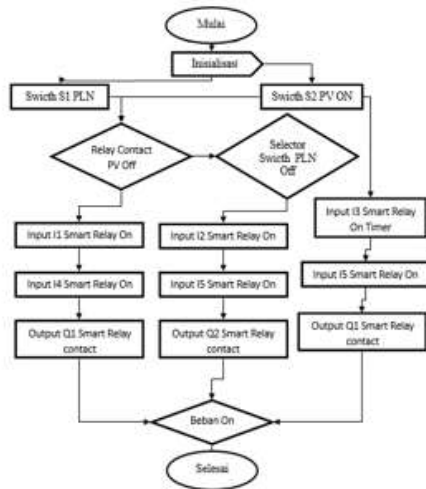 Mulai
Inisialisasi
Swicth S1 PLN
Swicth S2 PV ON
Relay Contact
PV Off
Selector
Swicth PLN
Off
Input I1 Smart Relay On
Input I2 Smart Relay On
Input I3 Smart Relay
On Timer
Input I4 Smart Relay On
Input I5 Smart Relay On
Input I5 Smart Relay On
Output Q1 Smart Relay
contact
Output Q2 Smart Relay
contact
Output Q1 Smart Relay
contact
Beban On
Selesai